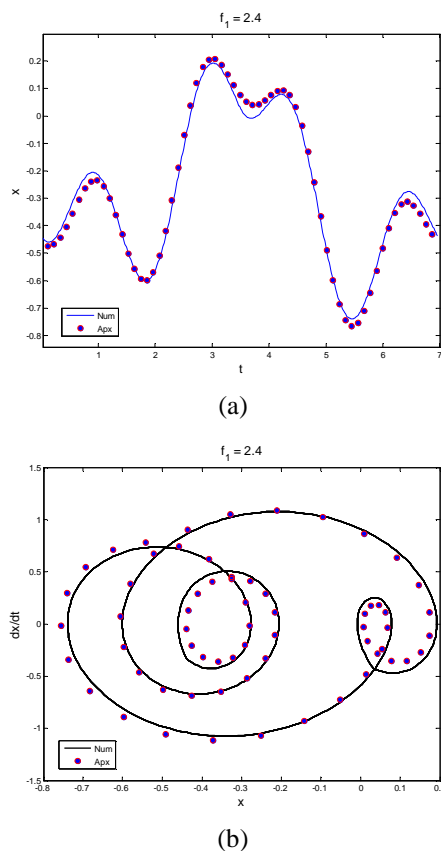 f1 = 2.4
0.2
0.1
0
-0.1
-0.2
-0.3
-0.4
-0.5
-0.6
-0.7
-0.8
x
Num
Apx
1 2 3 4 5 6 7
t
(a)
f1 = 2.4
1.5
1
0.5
0
-0.5
-1
-1.5
dx/dt
Num
Apx
-0.8 -0.7 -0.6 -0.5 -0.4 -0.3 -0.2 -0.1 0 0.1 0.2
x
(b)